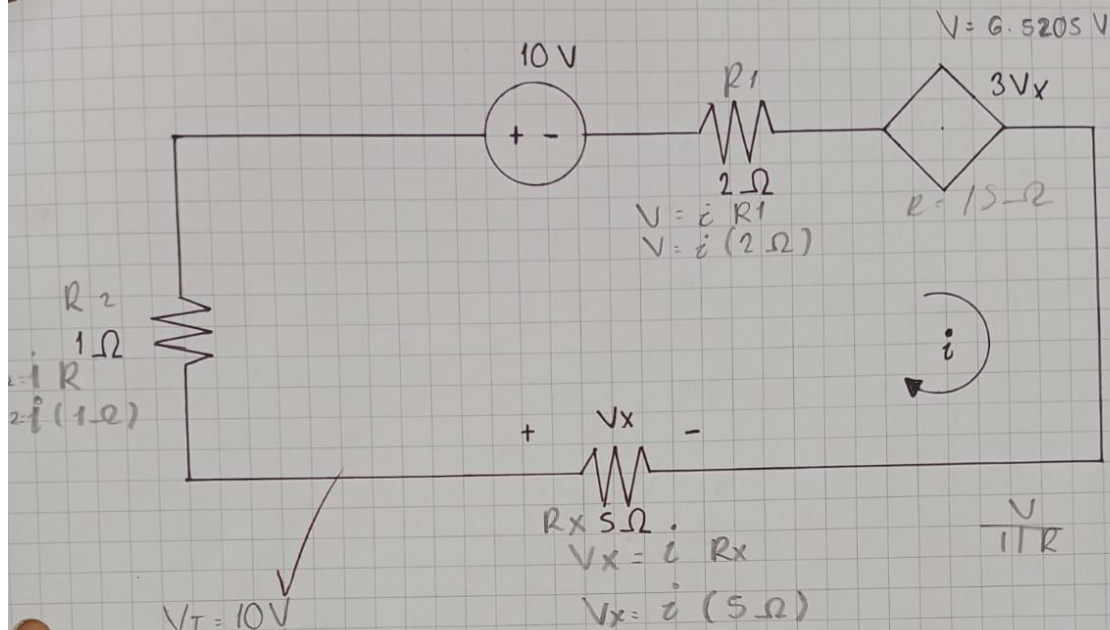 V = 6.5205 V
10 V
+ -
R1
3Vx
2 Ω
R = 15 Ω
V = i R1
V = i (2 Ω)
R 2
1 Ω
i R
i (1 Ω)
i
+ Vx -
Rx 5 Ω
Vx = i Rx
Vx = i (5 Ω)
V
i | R
VT = 10V